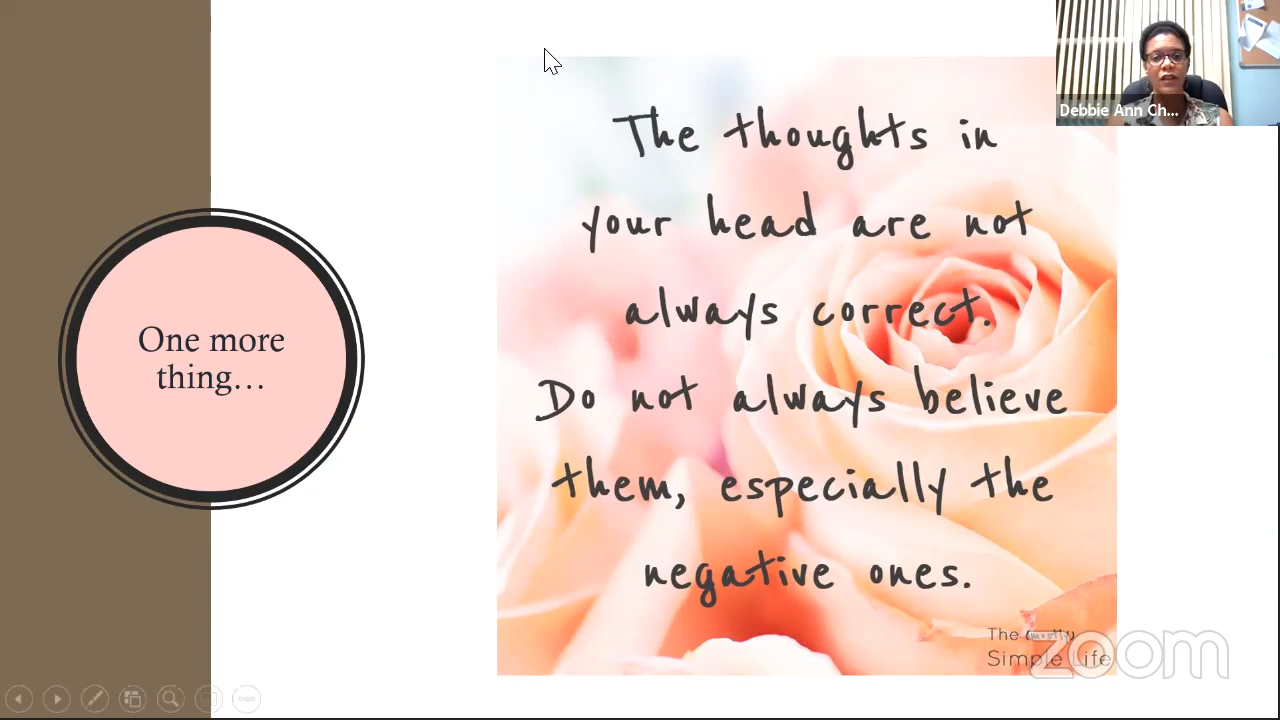 Debbie Ann Ch...
One more
thing...
The thoughts in
your head are not
always correct.
Do not always believe
them, especially the
negative ones.
The (mostly)
Simple Life
zoom